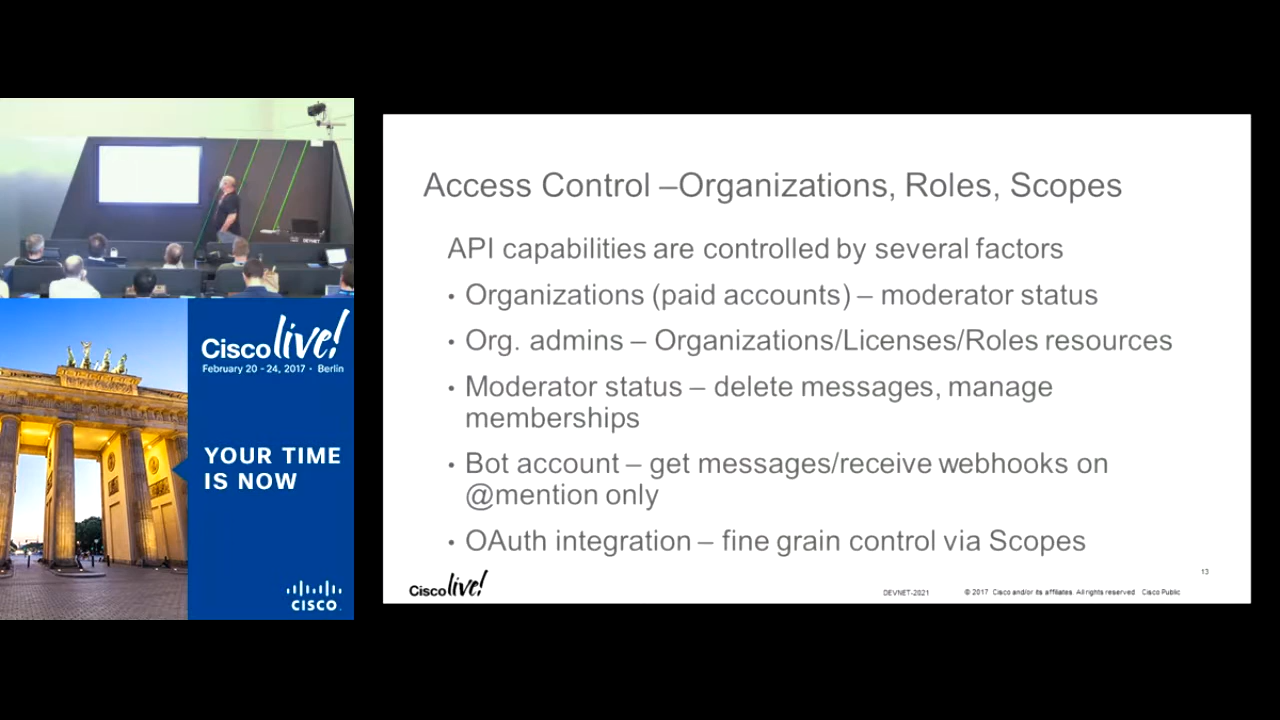 DEVNET
Cisco live!
February 20 - 24, 2017 • Berlin
YOUR TIME
IS NOW
CISCO
Access Control –Organizations, Roles, Scopes
API capabilities are controlled by several factors
• Organizations (paid accounts) – moderator status
• Org. admins – Organizations/Licenses/Roles resources
• Moderator status – delete messages, manage
memberships
• Bot account – get messages/receive webhooks on
@mention only
• OAuth integration – fine grain control via Scopes
13
Cisco live!
DEVNET-2021
© 2017 Cisco and/or its affiliates. All rights reserved. Cisco Public